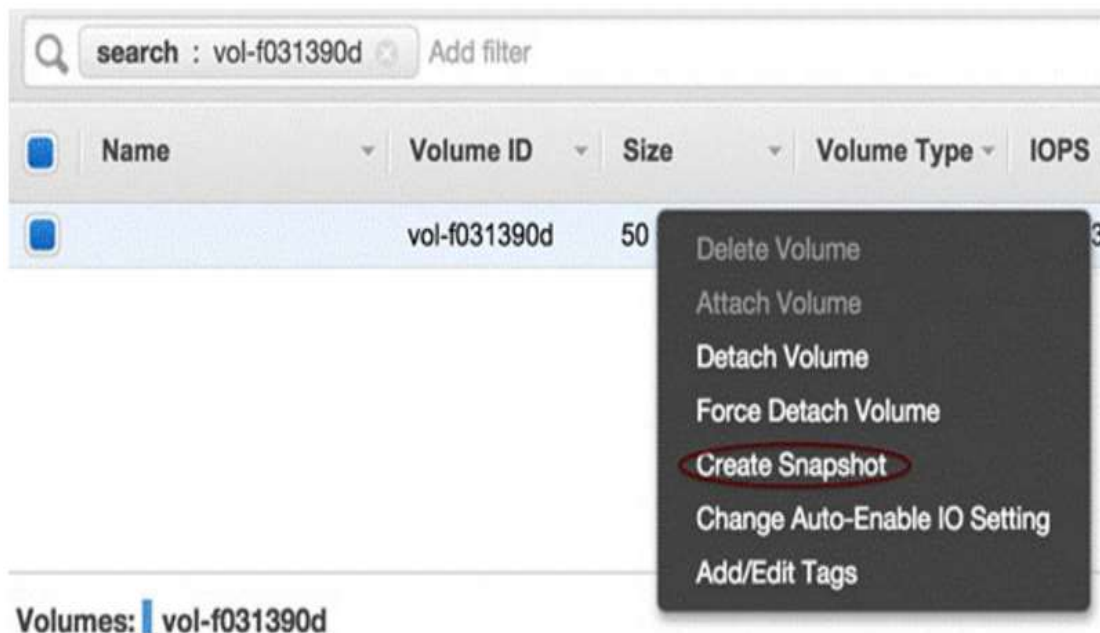 search : vol-f031390d Add filter
Name Volume ID Size Volume Type IOPS
vol-f031390d 50 3
Delete Volume
Attach Volume
Detach Volume
Force Detach Volume
Create Snapshot
Change Auto-Enable IO Setting
Add/Edit Tags
Volumes: vol-f031390d